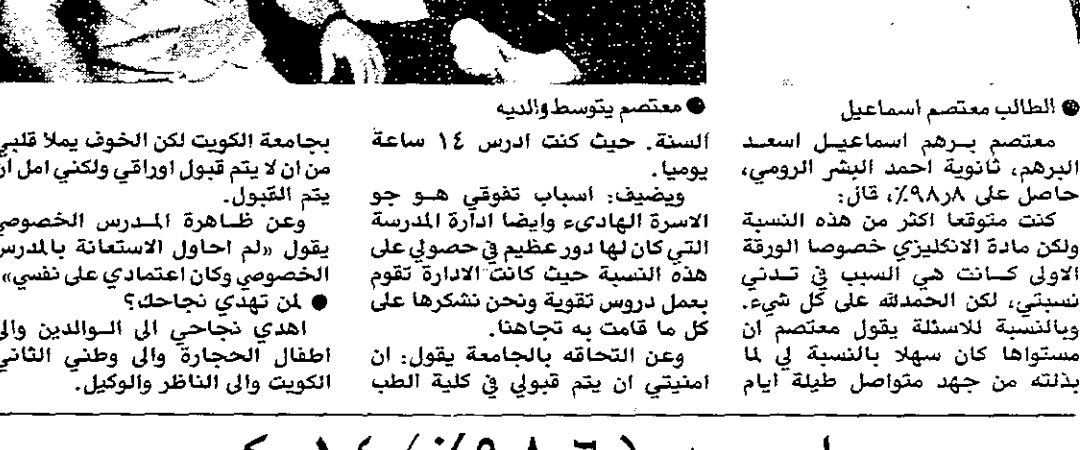 ● الطالب معتصم اسماعيل
معتصم برهم اسماعيل اسعد
البرهم، ثانوية احمد البشر الرومي،
حاصل على ٩٨٫٨٪، قال:
كنت متوقعا اكثر من هذه النسبة
ولكن مادة الانكليزي خصوصا الورقة
الاولى كانت هي السبب في تدني
نسبتي، لكن الحمدلله على كل شيء.
وبالنسبة للاسئلة يقول معتصم ان
مستواها كان سهلا بالنسبة لي لما
بذلته من جهد متواصل طيلة ايام
● معتصم يتوسط والديه
السنة. حيث كنت ادرس ١٤ ساعة
يوميا.
ويضيف: اسباب تفوقي هو جو
الاسرة الهادىء وايضا ادارة المدرسة
التي كان لها دور عظيم في حصولي على
هذه النسبة حيث كانت الادارة تقوم
بعمل دروس تقوية ونحن نشكرها على
كل ما قامت به تجاهنا.
وعن التحاقه بالجامعة يقول: ان
امنيتي ان يتم قبولي في كلية الطب
بجامعة الكويت لكن الخوف يملا قلبي
من ان لا يتم قبول اوراقي ولكني امل ان
يتم القبول.
وعن ظاهرة المدرس الخصوصي
يقول «لم احاول الاستعانة بالمدرس
الخصوصي وكان اعتمادي على نفسي»
● لمن تهدي نجاحك؟
اهدي نجاحي الى الوالدين والى
اطفال الحجارة والى وطني الثاني
الكويت والى الناظر والوكيل.